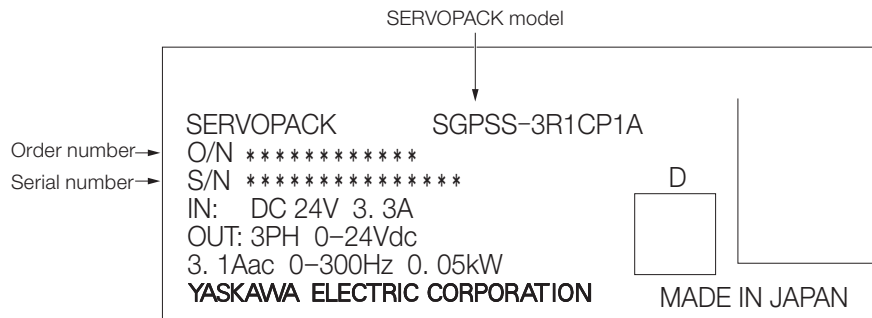 SERVOPACK model
SERVOPACK SGPSS-3R1CP1A
Order number O/N ************
Serial number S/N ***************
D
IN: DC 24V 3. 3A
OUT: 3PH 0-24Vdc
3. 1Aac 0-300Hz 0. 05kW
YASKAWA ELECTRIC CORPORATION MADE IN JAPAN